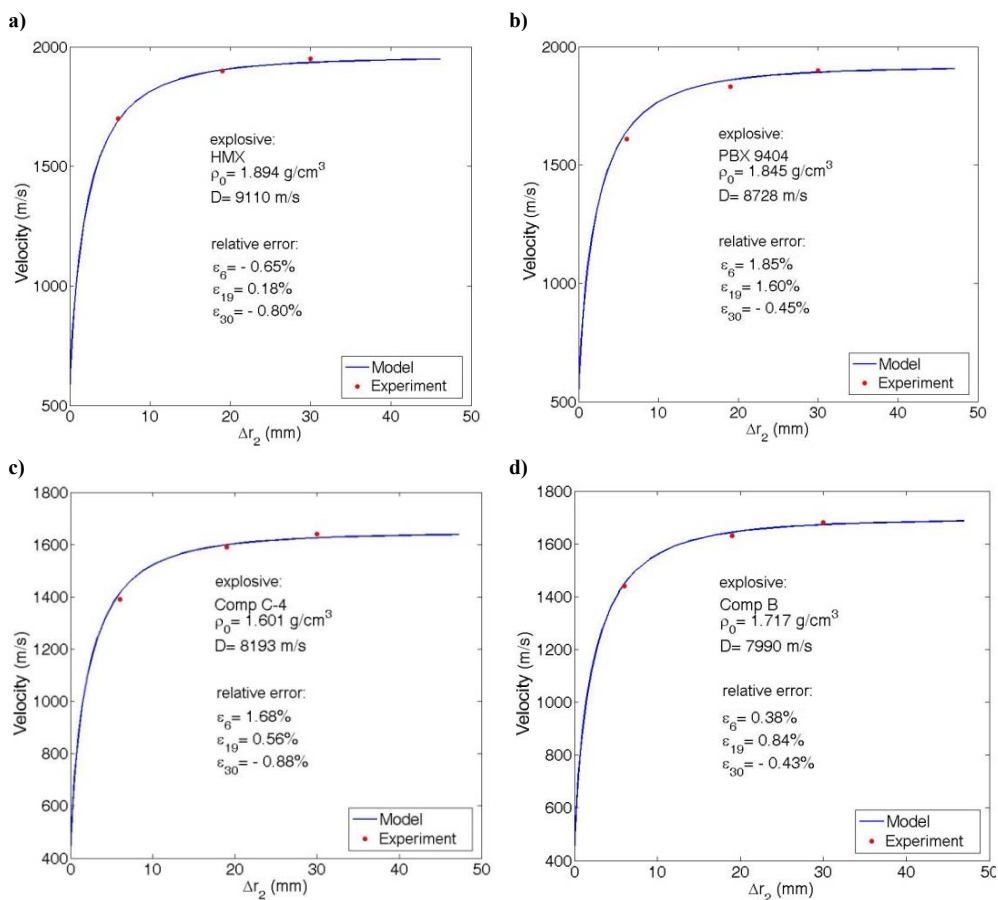 a)
2000
1500
1000
500
Velocity (m/s)
explosive:
HMX
ρ₀= 1.894 g/cm³
D= 9110 m/s
relative error:
ε₆= - 0.65%
ε₁₉= 0.18%
ε₃₀= - 0.80%
Model
Experiment
0 10 20 30 40 50
Δr₂ (mm)
b)
2000
1500
1000
500
Velocity (m/s)
explosive:
PBX 9404
ρ₀= 1.845 g/cm³
D= 8728 m/s
relative error:
ε₆= 1.85%
ε₁₉= 1.60%
ε₃₀= - 0.45%
Model
Experiment
0 10 20 30 40 50
Δr₂ (mm)
c)
1800
1600
1400
1200
1000
800
600
400
Velocity (m/s)
explosive:
Comp C-4
ρ₀= 1.601 g/cm³
D= 8193 m/s
relative error:
ε₆= 1.68%
ε₁₉= 0.56%
ε₃₀= - 0.88%
Model
Experiment
0 10 20 30 40 50
Δr₂ (mm)
d)
1800
1600
1400
1200
1000
800
600
400
Velocity (m/s)
explosive:
Comp B
ρ₀= 1.717 g/cm³
D= 7990 m/s
relative error:
ε₆= 0.38%
ε₁₉= 0.84%
ε₃₀= - 0.43%
Model
Experiment
0 10 20 30 40 50
Δr₂ (mm)